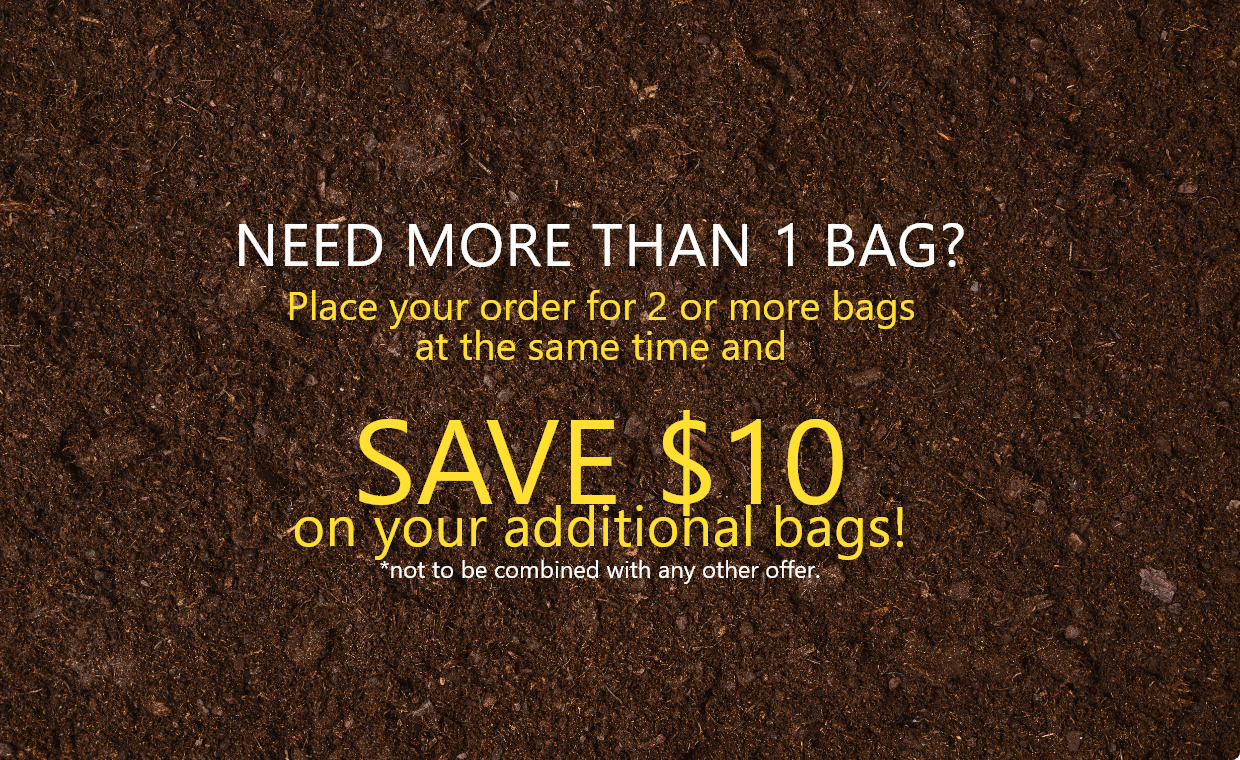 NEED MORE THAN 1 BAG?
Place your order for 2 or more bags
at the same time and
SAVE $10
on your additional bags!
*not to be combined with any other offer.